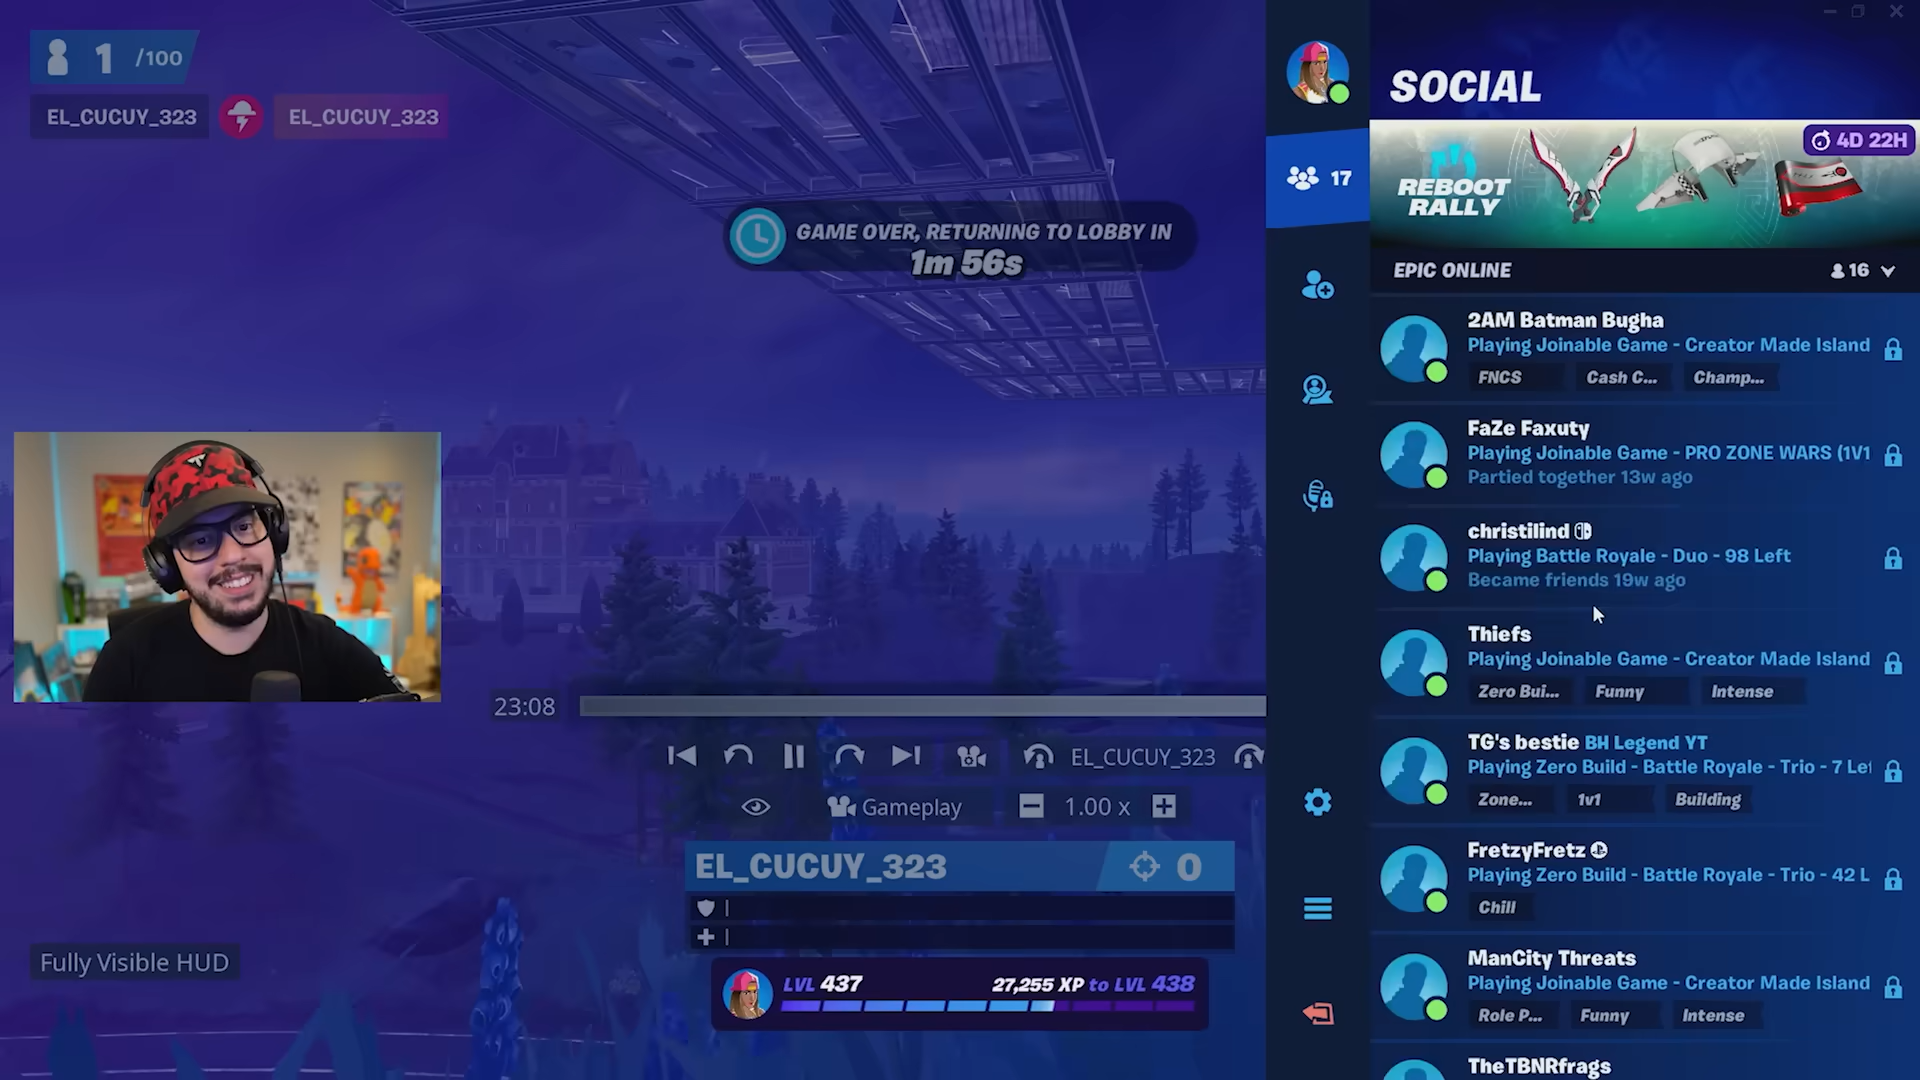 1 /100
EL_CUCUY_323 EL_CUCUY_323
GAME OVER, RETURNING TO LOBBY IN
1m 56s
23:08
EL_CUCUY_323
Gameplay
1.00 x
EL_CUCUY_323 0
LVL 437 27,255 XP to LVL 438
Fully Visible HUD
17
SOCIAL
4D 22H
REBOOT
RALLY
EPIC ONLINE 16
2AM Batman Bugha
Playing Joinable Game - Creator Made Island
FNCS Cash C... Champ...
FaZe Faxuty
Playing Joinable Game - PRO ZONE WARS (1V1
Partied together 13w ago
christilind
Playing Battle Royale - Duo - 98 Left
Became friends 19w ago
Thiefs
Playing Joinable Game - Creator Made Island
Zero Bui... Funny Intense
TG's bestie BH Legend YT
Playing Zero Build - Battle Royale - Trio - 7 Le
Zone... 1v1 Building
FretzyFretz
Playing Zero Build - Battle Royale - Trio - 42 L
Chill
ManCity Threats
Playing Joinable Game - Creator Made Island
Role P... Funny Intense
TheTBNRfrags